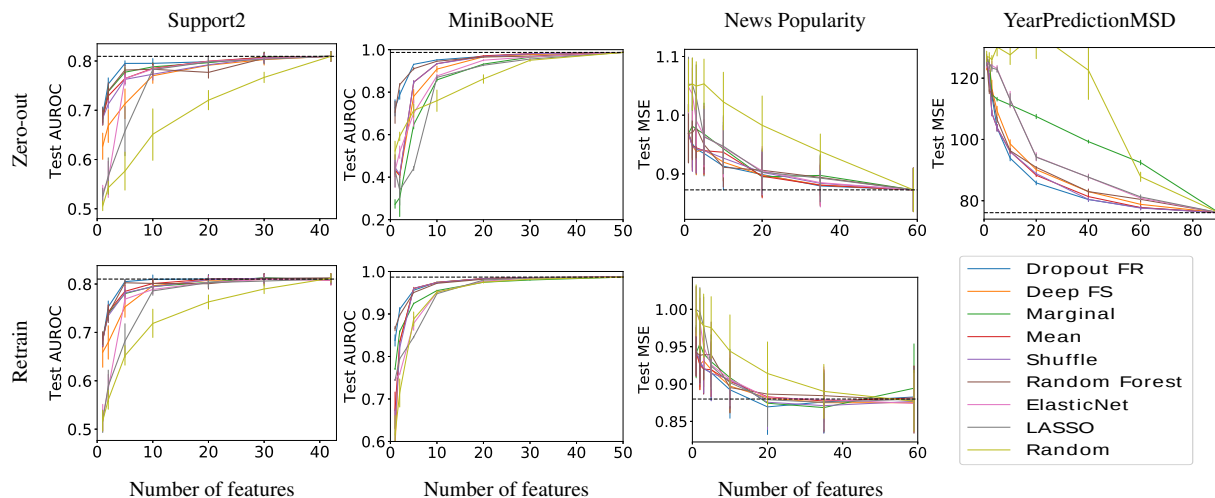 Support2
MiniBooNE
News Popularity
YearPredictionMSD
Zero-out
Test AUROC
0.8
0.7
0.6
0.5
0 10 20 30 40
Test AUROC
1.0
0.8
0.6
0.4
0.2
0 10 20 30 40 50
Test MSE
1.1
1.0
0.9
0 20 40 60
Test MSE
120
100
80
0 20 40 60 80
Retrain
Test AUROC
0.8
0.7
0.6
0.5
0 10 20 30 40
Number of features
Test AUROC
1.0
0.9
0.8
0.7
0.6
0 10 20 30 40 50
Number of features
Test MSE
1.00
0.95
0.90
0.85
0 20 40 60
Number of features
Dropout FR
Deep FS
Marginal
Mean
Shuffle
Random Forest
ElasticNet
LASSO
Random